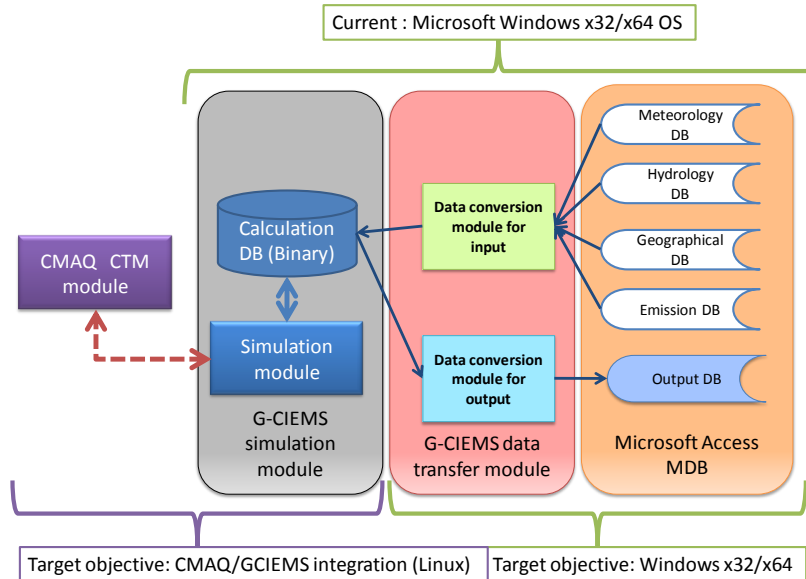 Current : Microsoft Windows x32/x64 OS
Meteorology
DB
Hydrology
DB
Geographical
DB
Emission DB
Output DB
Microsoft Access
MDB
Data conversion
module for
input
Data conversion
module for
output
G-CIEMS data
transfer module
Calculation
DB (Binary)
Simulation
module
G-CIEMS
simulation
module
CMAQ CTM
module
Target objective: CMAQ/GCIEMS integration (Linux)
Target objective: Windows x32/x64